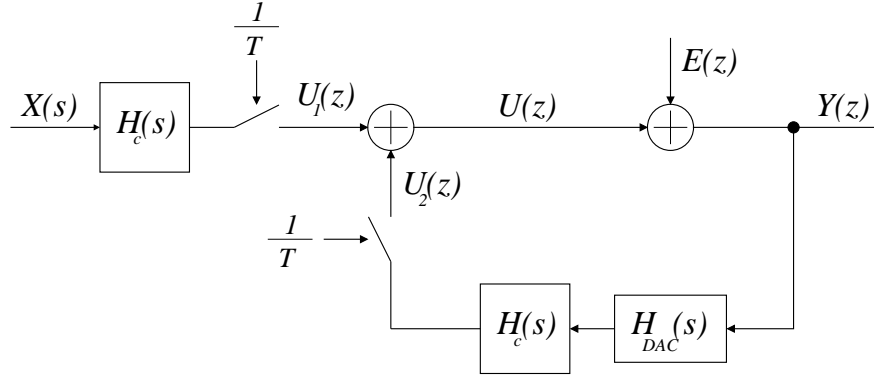 1
T
X(s)
H_c(s)
U_1(z)
U(z)
E(z)
Y(z)
U_2(z)
1
T
H_c(s)
H_DAC(s)